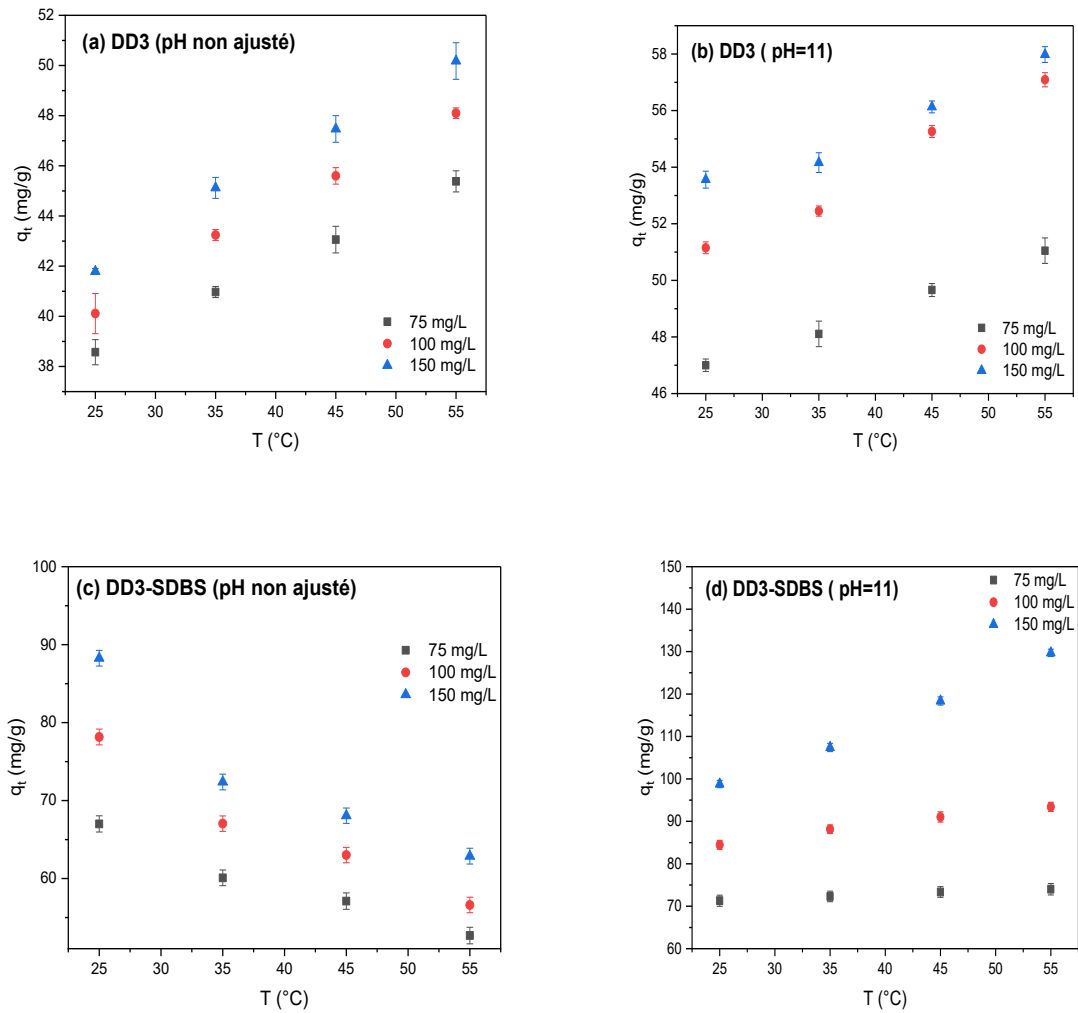 (a) DD3 (pH non ajusté)
52
50
48
46
44
42
40
38
qt (mg/g)
75 mg/L
100 mg/L
150 mg/L
25 30 35 40 45 50 55
T (°C)
(b) DD3 ( pH=11)
58
56
54
52
50
48
46
qt (mg/g)
75 mg/L
100 mg/L
150 mg/L
25 30 35 40 45 50 55
T (°C)
(c) DD3-SDBS (pH non ajusté)
100
90
80
70
60
qt (mg/g)
75 mg/L
100 mg/L
150 mg/L
25 30 35 40 45 50 55
T (°C)
(d) DD3-SDBS ( pH=11)
150
140
130
120
110
100
90
80
70
60
qt (mg/g)
75 mg/L
100 mg/L
150 mg/L
25 30 35 40 45 50 55
T (°C)